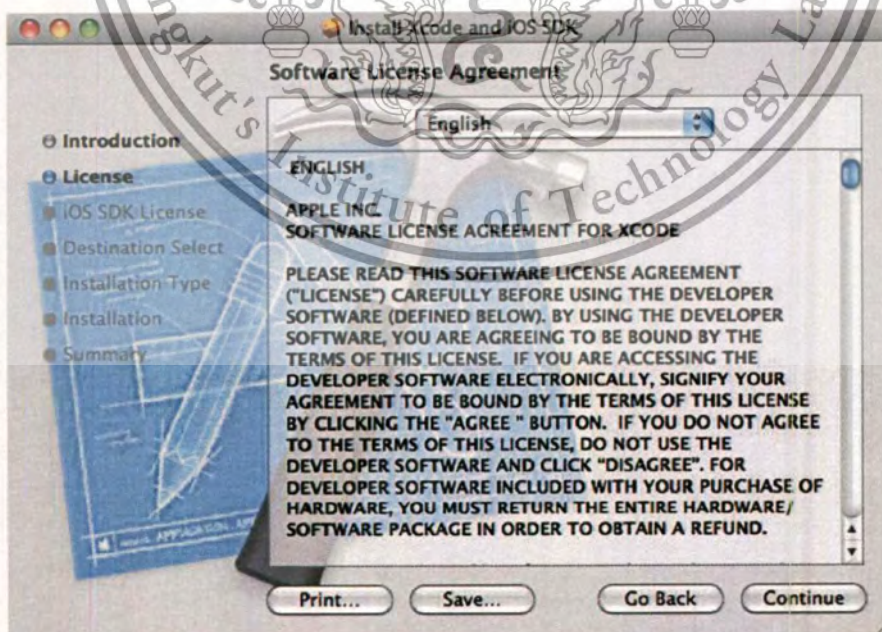 Install Xcode and iOS SDK
Software License Agreement
English
Introduction
License
iOS SDK License
Destination Select
Installation Type
Installation
Summary
ENGLISH
APPLE INC.
SOFTWARE LICENSE AGREEMENT FOR XCODE
PLEASE READ THIS SOFTWARE LICENSE AGREEMENT
("LICENSE") CAREFULLY BEFORE USING THE DEVELOPER
SOFTWARE (DEFINED BELOW). BY USING THE DEVELOPER
SOFTWARE, YOU ARE AGREEING TO BE BOUND BY THE
TERMS OF THIS LICENSE. IF YOU ARE ACCESSING THE
DEVELOPER SOFTWARE ELECTRONICALLY, SIGNIFY YOUR
AGREEMENT TO BE BOUND BY THE TERMS OF THIS LICENSE
BY CLICKING THE "AGREE " BUTTON. IF YOU DO NOT AGREE
TO THE TERMS OF THIS LICENSE, DO NOT USE THE
DEVELOPER SOFTWARE AND CLICK "DISAGREE". FOR
DEVELOPER SOFTWARE INCLUDED WITH YOUR PURCHASE OF
HARDWARE, YOU MUST RETURN THE ENTIRE HARDWARE/
SOFTWARE PACKAGE IN ORDER TO OBTAIN A REFUND.
Print...
Save...
Go Back
Continue
Institute of Technology